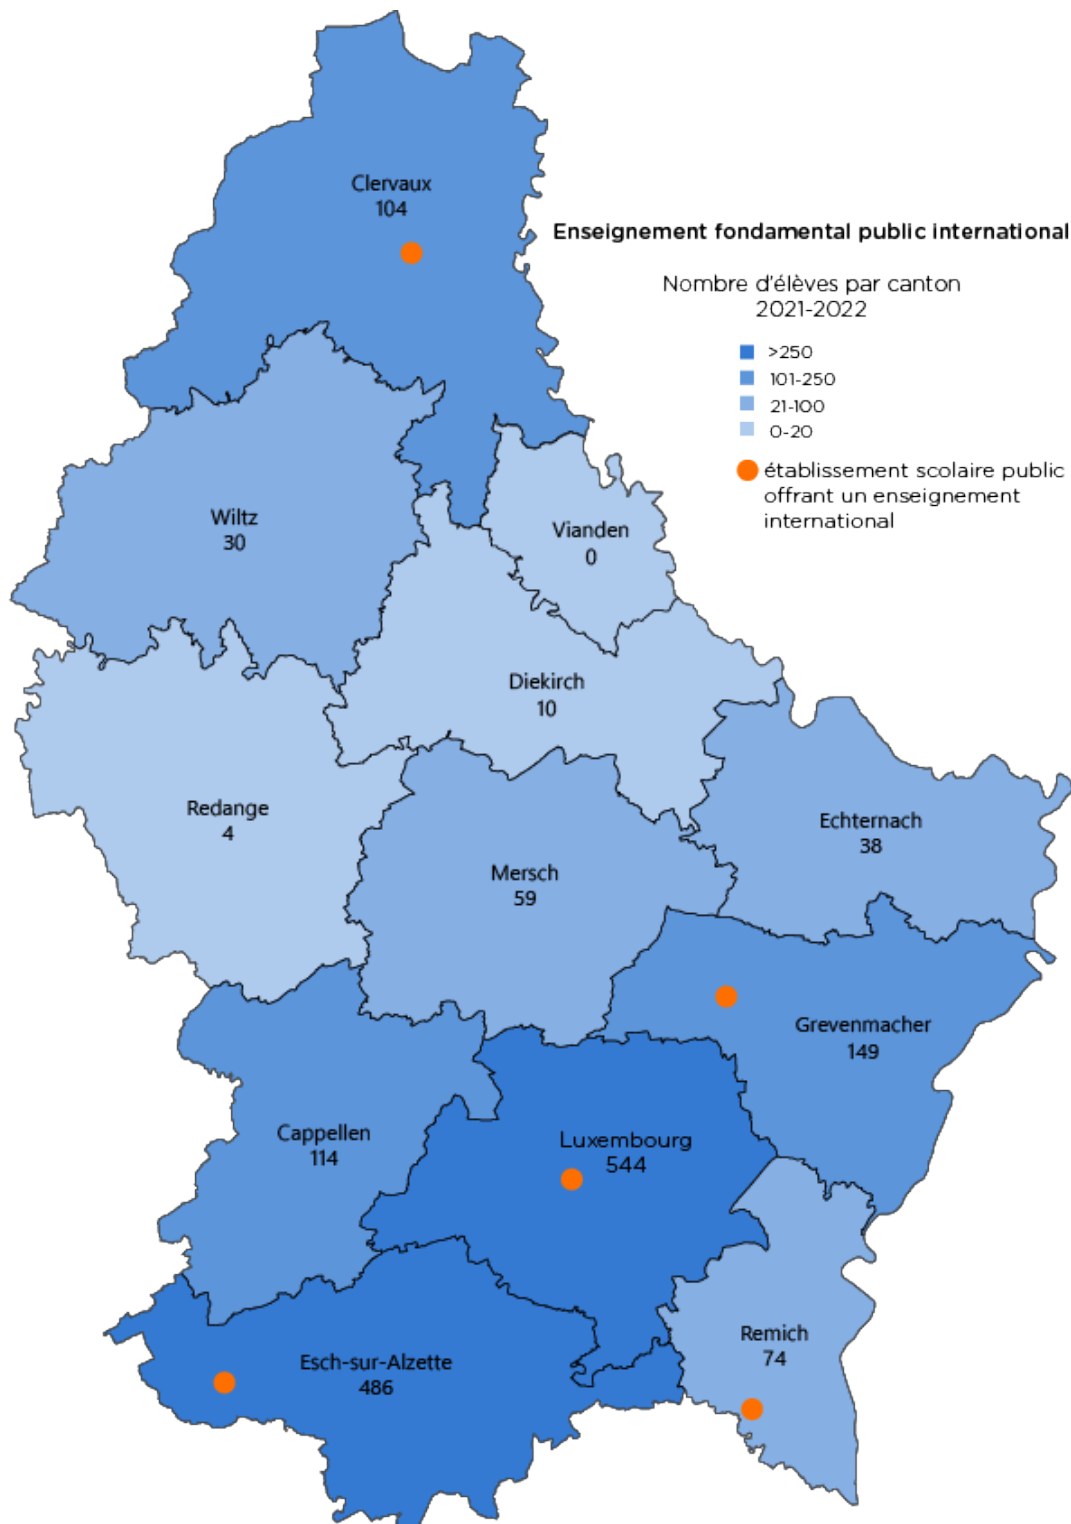 Clervaux
104
Enseignement fondamental public international
Nombre d'élèves par canton
2021-2022
>250
101-250
21-100
0-20
établissement scolaire public
offrant un enseignement
international
Wiltz
30
Vianden
0
Diekirch
10
Redange
4
Echternach
38
Mersch
59
Grevenmacher
149
Cappellen
114
Luxembourg
544
Remich
74
Esch-sur-Alzette
486